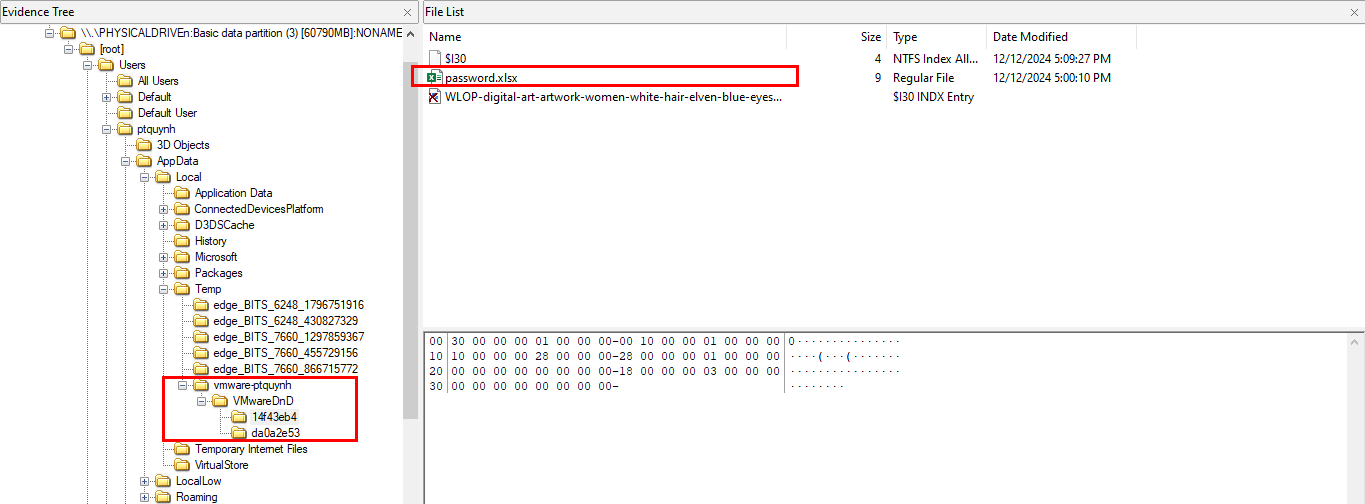 Evidence Tree
\\.\PHYSICALDRIVEn:Basic data partition (3) [60790MB]:NONAME
[root]
Users
All Users
Default
Default User
ptquynh
3D Objects
AppData
Local
Application Data
ConnectedDevicesPlatform
D3DSCache
History
Microsoft
Packages
Temp
edge_BITS_6248_1796751916
edge_BITS_6248_430827329
edge_BITS_7660_1297859367
edge_BITS_7660_455729156
edge_BITS_7660_866715772
vmware-ptquynh
VMwareDnD
14f43eb4
da0a2e53
Temporary Internet Files
VirtualStore
LocalLow
Roaming
File List
Name Size Type Date Modified
$I30 4 NTFS Index All... 12/12/2024 5:09:27 PM
password.xlsx 9 Regular File 12/12/2024 5:00:10 PM
WLOP-digital-art-artwork-women-white-hair-elven-blue-eyes... $I30 INDX Entry
00 30 00 00 00 01 00 00 00-00 10 00 00 01 00 00 00 0···············
10 10 00 00 00 28 00 00 00-28 00 00 00 01 00 00 00 ····(···(·······
20 00 00 00 00 00 00 00 00-18 00 00 00 03 00 00 00 ················
30 00 00 00 00 00 00 00 00- ········